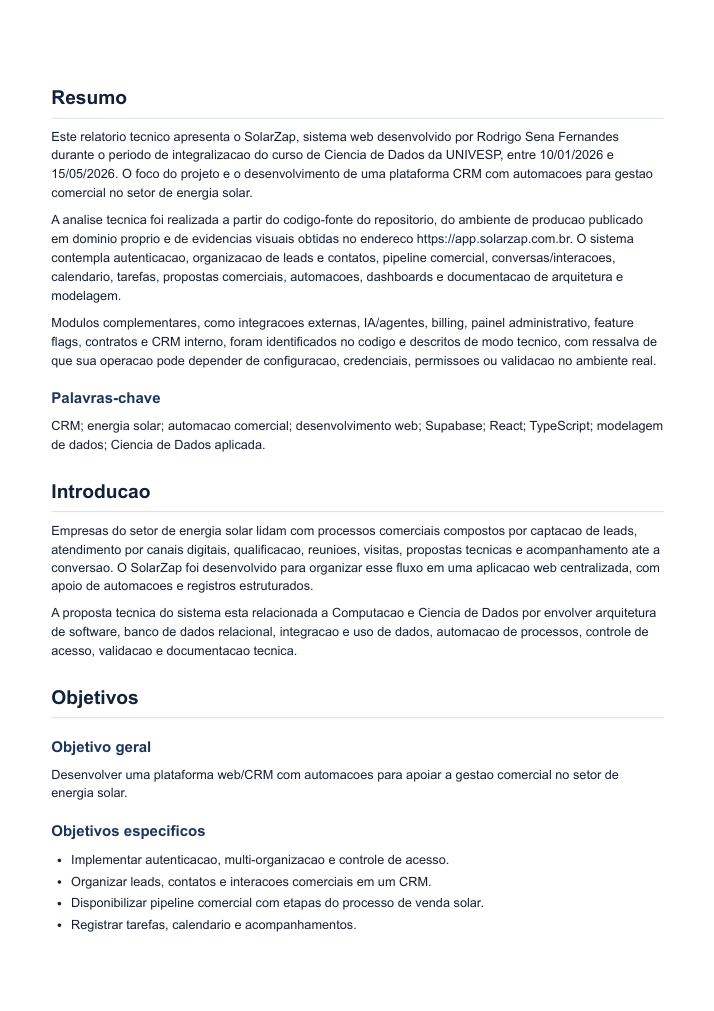 Resumo
Este relatorio tecnico apresenta o SolarZap, sistema web desenvolvido por Rodrigo Sena Fernandes
durante o periodo de integralizacao do curso de Ciencia de Dados da UNIVESP, entre 10/01/2026 e
15/05/2026. O foco do projeto e o desenvolvimento de uma plataforma CRM com automacoes para gestao
comercial no setor de energia solar.
A analise tecnica foi realizada a partir do codigo-fonte do repositorio, do ambiente de producao publicado
em dominio proprio e de evidencias visuais obtidas no endereco https://app.solarzap.com.br. O sistema
contempla autenticacao, organizacao de leads e contatos, pipeline comercial, conversas/interacoes,
calendario, tarefas, propostas comerciais, automacoes, dashboards e documentacao de arquitetura e
modelagem.
Modulos complementares, como integracoes externas, IA/agentes, billing, painel administrativo, feature
flags, contratos e CRM interno, foram identificados no codigo e descritos de modo tecnico, com ressalva de
que sua operacao pode depender de configuracao, credenciais, permissoes ou validacao no ambiente real.
Palavras-chave
CRM; energia solar; automacao comercial; desenvolvimento web; Supabase; React; TypeScript; modelagem
de dados; Ciencia de Dados aplicada.
Introducao
Empresas do setor de energia solar lidam com processos comerciais compostos por captacao de leads,
atendimento por canais digitais, qualificacao, reunioes, visitas, propostas tecnicas e acompanhamento ate a
conversao. O SolarZap foi desenvolvido para organizar esse fluxo em uma aplicacao web centralizada, com
apoio de automacoes e registros estruturados.
A proposta tecnica do sistema esta relacionada a Computacao e Ciencia de Dados por envolver arquitetura
de software, banco de dados relacional, integracao e uso de dados, automacao de processos, controle de
acesso, validacao e documentacao tecnica.
Objetivos
Objetivo geral
Desenvolver uma plataforma web/CRM com automacoes para apoiar a gestao comercial no setor de
energia solar.
Objetivos especificos
• Implementar autenticacao, multi-organizacao e controle de acesso.
• Organizar leads, contatos e interacoes comerciais em um CRM.
• Disponibilizar pipeline comercial com etapas do processo de venda solar.
• Registrar tarefas, calendario e acompanhamentos.